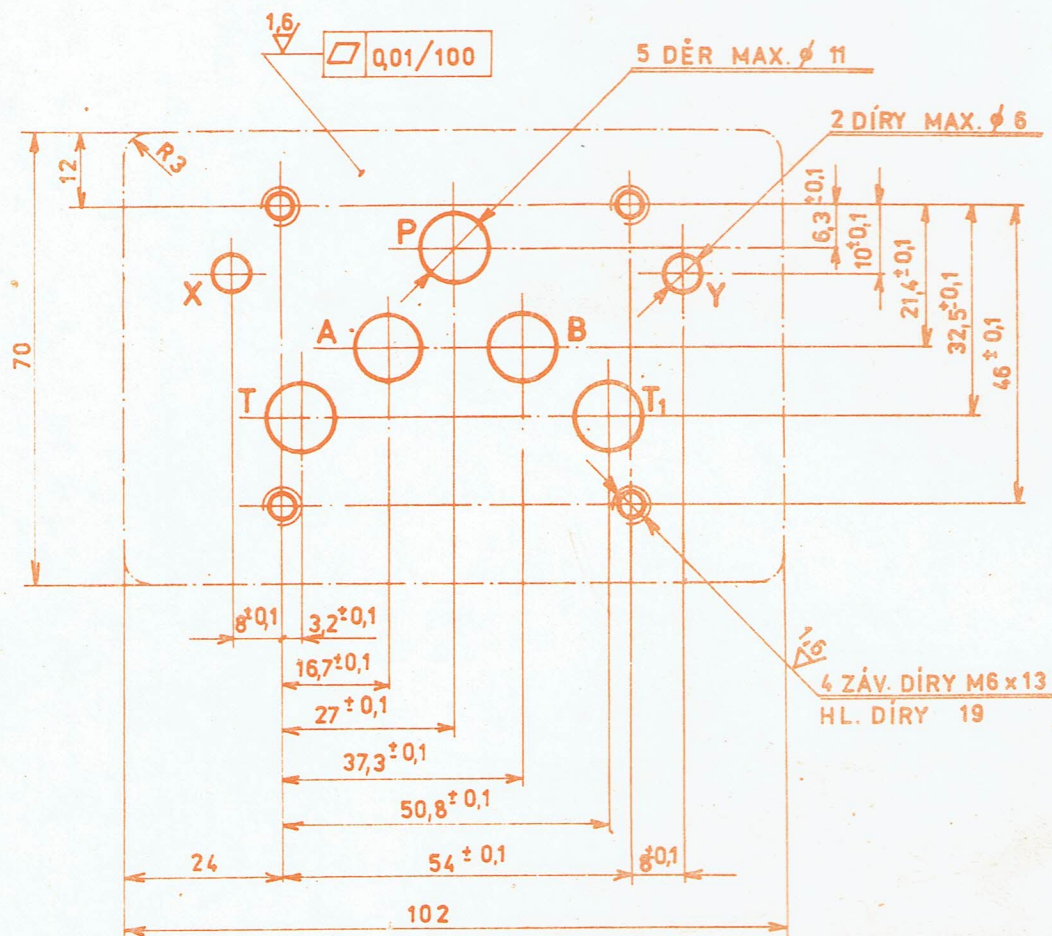 1,6
0,01/100
5 DĚR MAX. ϕ 11
2 DÍRY MAX. ϕ 6
12
R3
6,3 ±0,1
10±0,1
21,4±0,1
32,5±0,1
46 ± 0,1
P
X
Y
A
B
70
T
T1
8±0,1
3,2±0,1
16,7±0,1
27 ±0,1
37,3±0,1
50,8±0,1
1,6
4 ZÁV. DÍRY M6 x 13
HL. DÍRY 19
24
54 ± 0,1
8±0,1
102